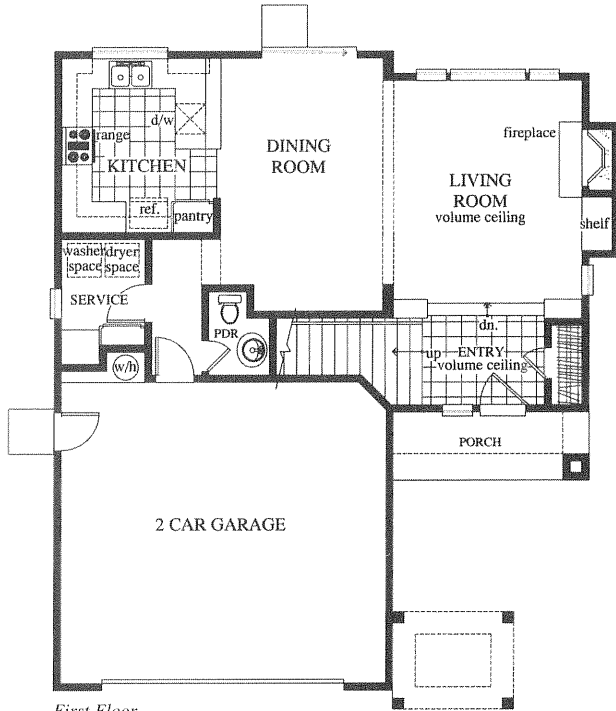 fireplace
range
d/w
DINING
ROOM
KITCHEN
LIVING
ROOM
volume ceiling
ref.
pantry
shelf
washer
space
dryer
space
SERVICE
PDR
dn.
up
ENTRY
volume ceiling
w/h
PORCH
2 CAR GARAGE
First Floor